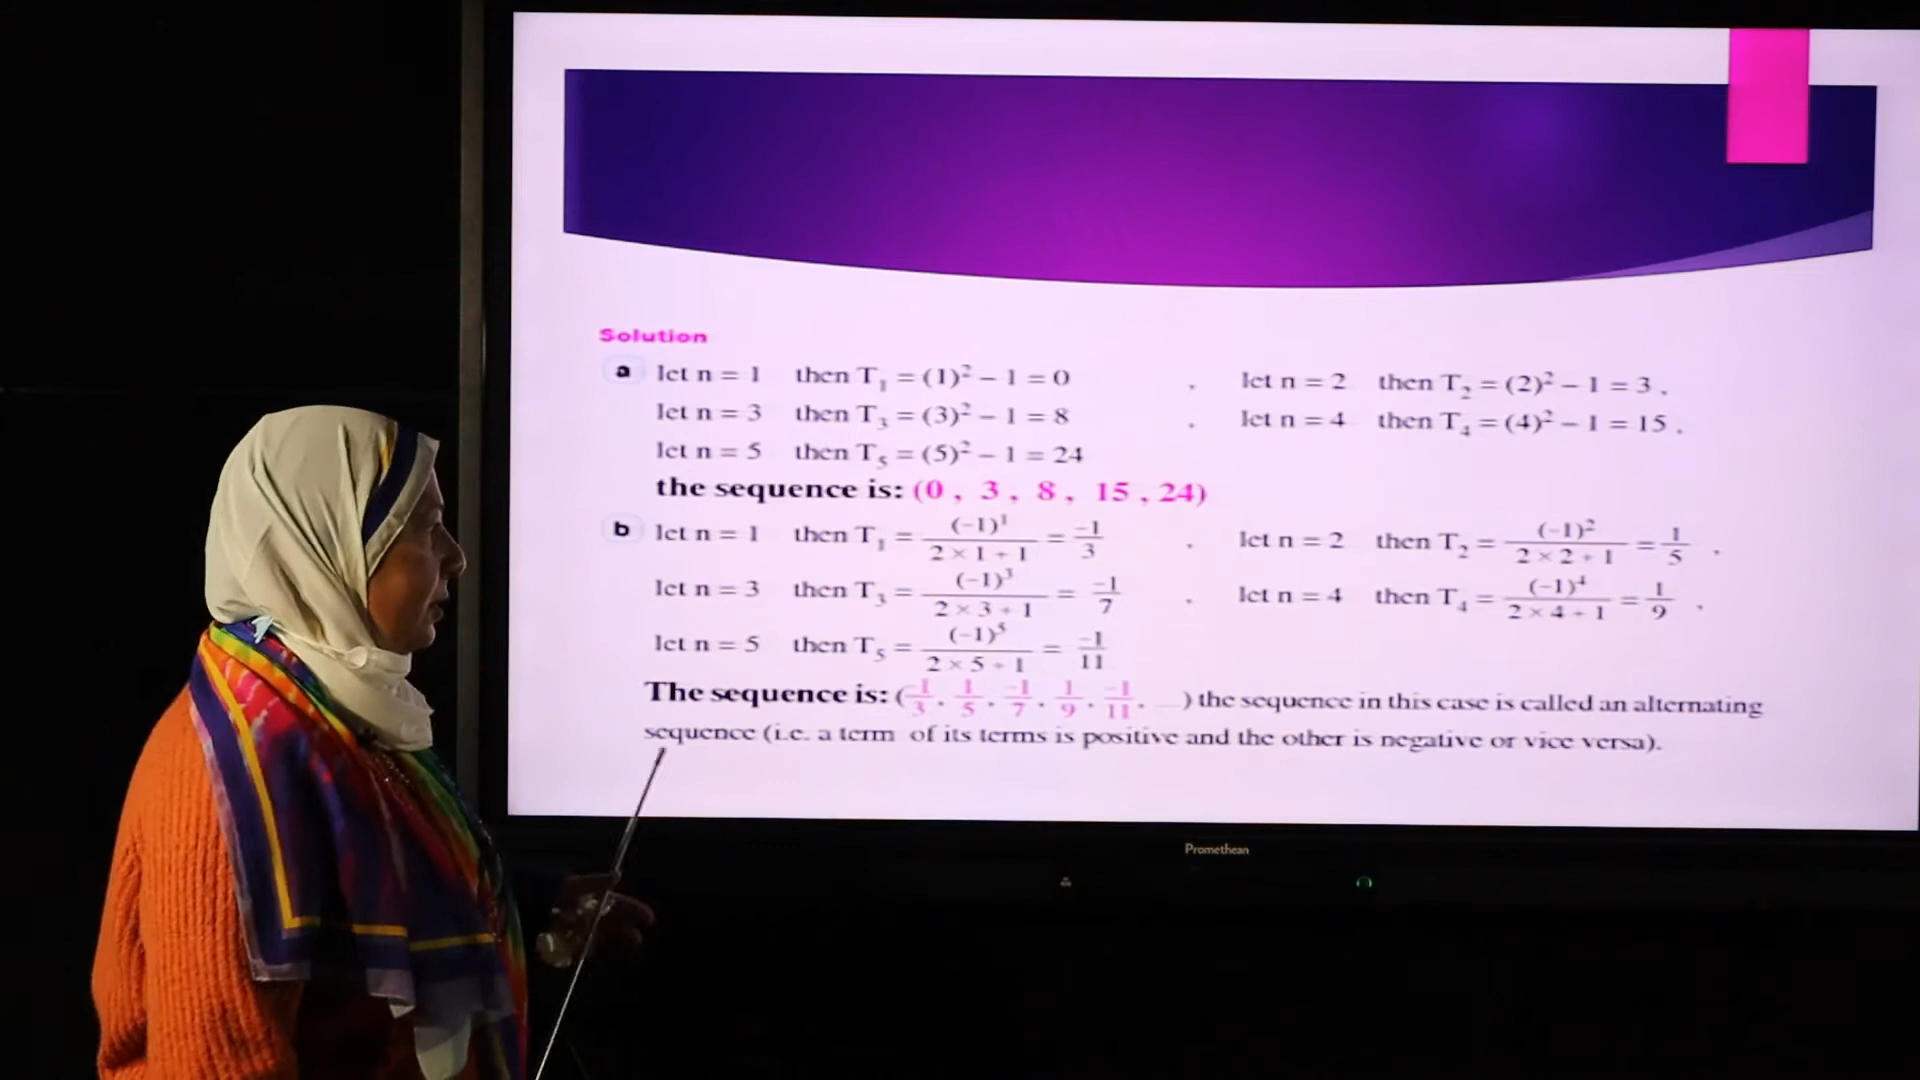 Solution
a let n = 1 then T₁ = (1)² – 1 = 0 , let n = 2 then T₂ = (2)² – 1 = 3 ,
let n = 3 then T₃ = (3)² – 1 = 8 , let n = 4 then T₄ = (4)² – 1 = 15 ,
let n = 5 then T₅ = (5)² – 1 = 24
the sequence is: (0 , 3 , 8 , 15 , 24)
b let n = 1 then T₁ = (–1)¹/(2 × 1 + 1) = –1/3 , let n = 2 then T₂ = (–1)²/(2 × 2 + 1) = 1/5 ,
let n = 3 then T₃ = (–1)³/(2 × 3 + 1) = –1/7 , let n = 4 then T₄ = (–1)⁴/(2 × 4 + 1) = 1/9 ,
let n = 5 then T₅ = (–1)⁵/(2 × 5 + 1) = –1/11
The sequence is: (–1/3 , 1/5 , –1/7 , 1/9 , –1/11 , ...) the sequence in this case is called an alternating
sequence (i.e. a term of its terms is positive and the other is negative or vice versa).
Promethean